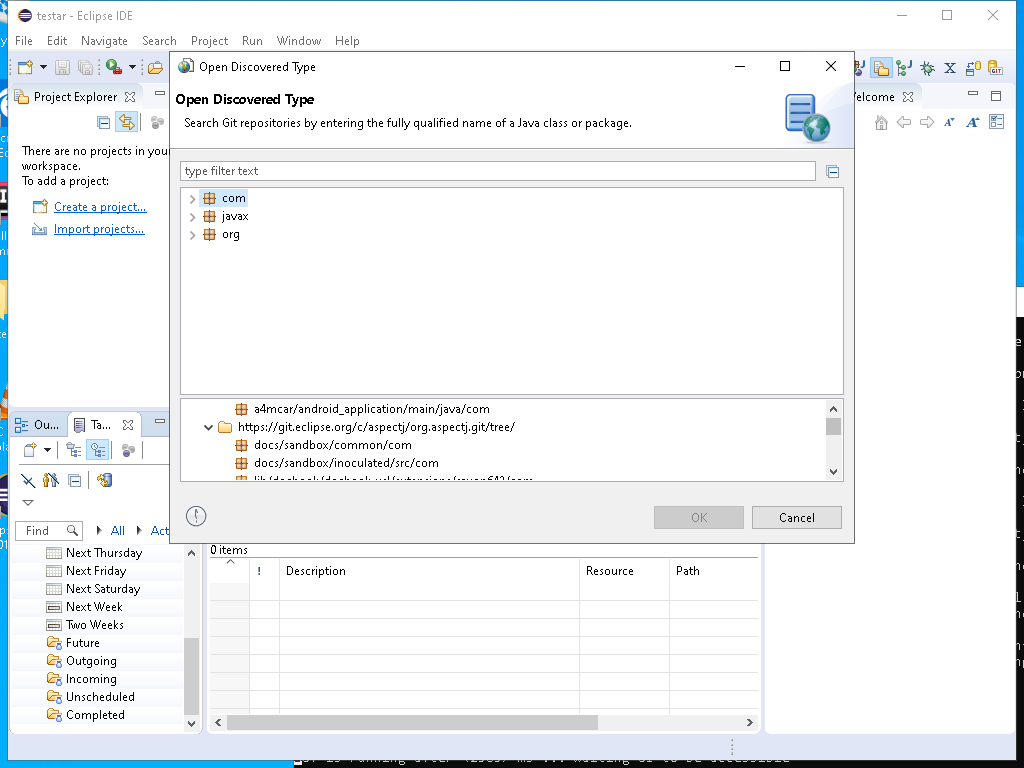 testar - Eclipse IDE
File Edit Navigate Search Project Run Window Help
Open Discovered Type
Project Explorer
elcome
Open Discovered Type
Search Git repositories by entering the fully qualified name of a Java class or package.
There are no projects in your
workspace.
To add a project:
Create a project...
Import projects...
type filter text
com
javax
org
a4mcar/android_application/main/java/com
https://git.eclipse.org/c/aspectj/org.aspectj.git/tree/
docs/sandbox/common/com
docs/sandbox/inoculated/src/com
OK
Cancel
Ou...
Ta...
Find
All
Act
Next Thursday
Next Friday
Next Saturday
Next Week
Two Weeks
Future
Outgoing
Incoming
Unscheduled
Completed
0 items
! Description Resource Path